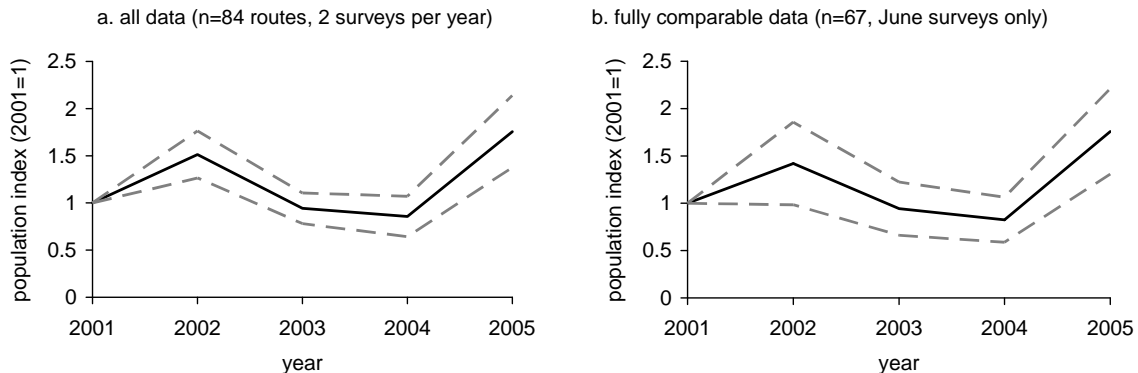 a. all data (n=84 routes, 2 surveys per year)
population index (2001=1)
2.5
2
1.5
1
0.5
0
2001 2002 2003 2004 2005
year
b. fully comparable data (n=67, June surveys only)
population index (2001=1)
2.5
2
1.5
1
0.5
0
2001 2002 2003 2004 2005
year